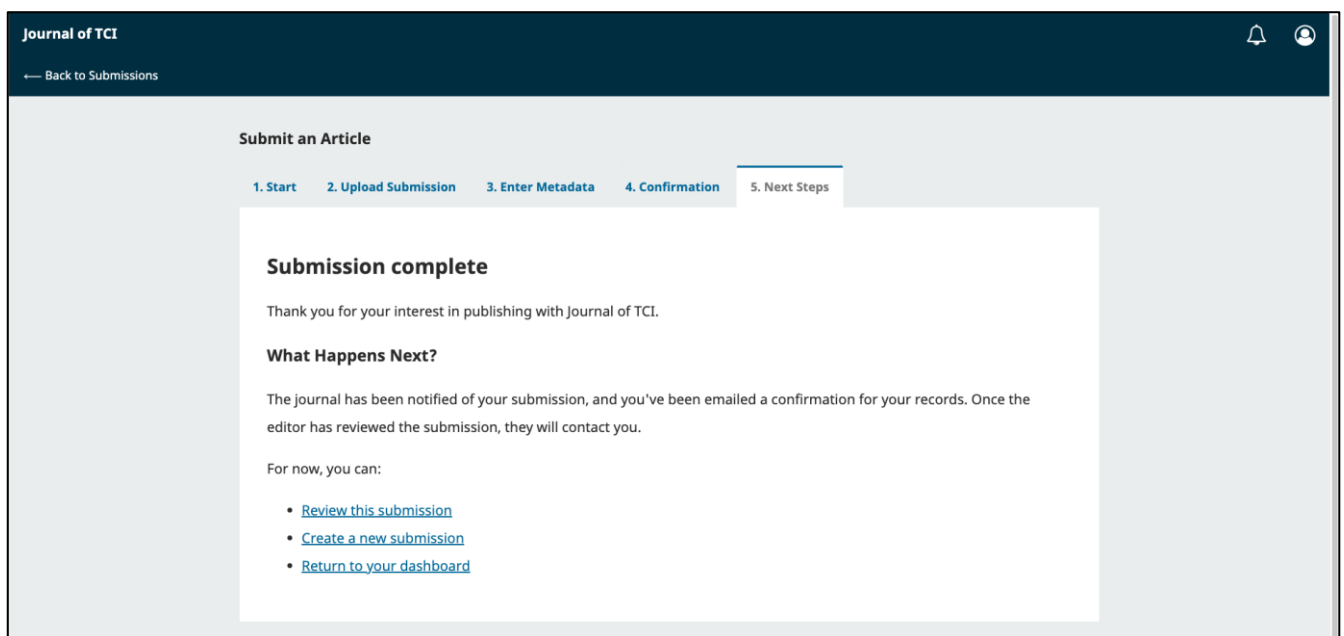 Journal of TCI
← Back to Submissions
Submit an Article
1. Start 2. Upload Submission 3. Enter Metadata 4. Confirmation 5. Next Steps
Submission complete
Thank you for your interest in publishing with Journal of TCI.
What Happens Next?
The journal has been notified of your submission, and you've been emailed a confirmation for your records. Once the
editor has reviewed the submission, they will contact you.
For now, you can:
• Review this submission
• Create a new submission
• Return to your dashboard